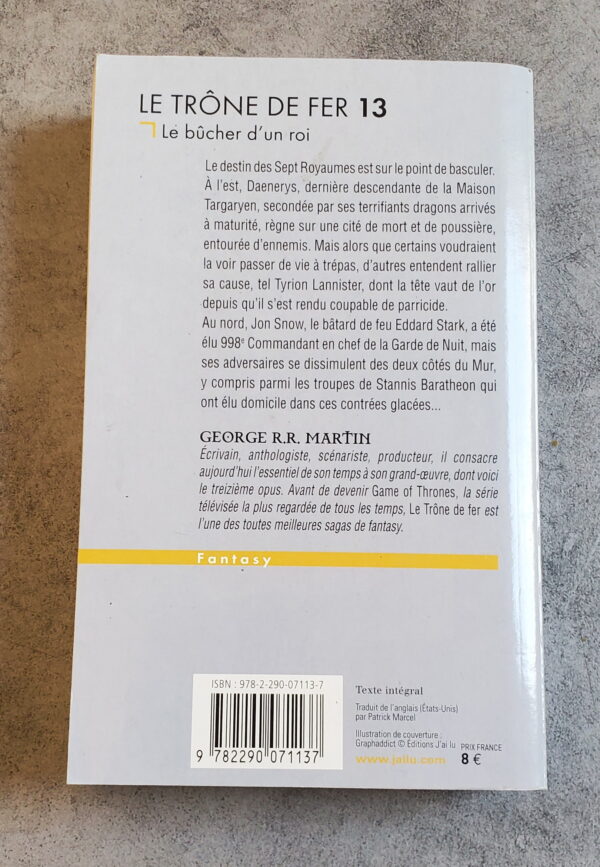 LE TRÔNE DE FER 13
Le bûcher d'un roi
Le destin des Sept Royaumes est sur le point de basculer.
À l'est, Daenerys, dernière descendante de la Maison
Targaryen, secondée par ses terrifiants dragons arrivés
à maturité, règne sur une cité de mort et de poussière,
entourée d'ennemis. Mais alors que certains voudraient
la voir passer de vie à trépas, d'autres entendent rallier
sa cause, tel Tyrion Lannister, dont la tête vaut de l'or
depuis qu'il s'est rendu coupable de parricide.
Au nord, Jon Snow, le bâtard de feu Eddard Stark, a été
élu 998e Commandant en chef de la Garde de Nuit, mais
ses adversaires se dissimulent des deux côtés du Mur,
y compris parmi les troupes de Stannis Baratheon qui
ont élu domicile dans ces contrées glacées...
GEORGE R.R. MARTIN
Écrivain, anthologiste, scénariste, producteur, il consacre
aujourd'hui l'essentiel de son temps à son grand-œuvre, dont voici
le treizième opus. Avant de devenir Game of Thrones, la série
télévisée la plus regardée de tous les temps, Le Trône de fer est
l'une des toutes meilleures sagas de fantasy.
Fantasy
ISBN : 978-2-290-07113-7
9 782290 071137
Texte intégral
Traduit de l'anglais (États-Unis)
par Patrick Marcel
Illustration de couverture :
Graphaddict © Éditions J'ai lu
www.jailu.com
PRIX FRANCE
8 €